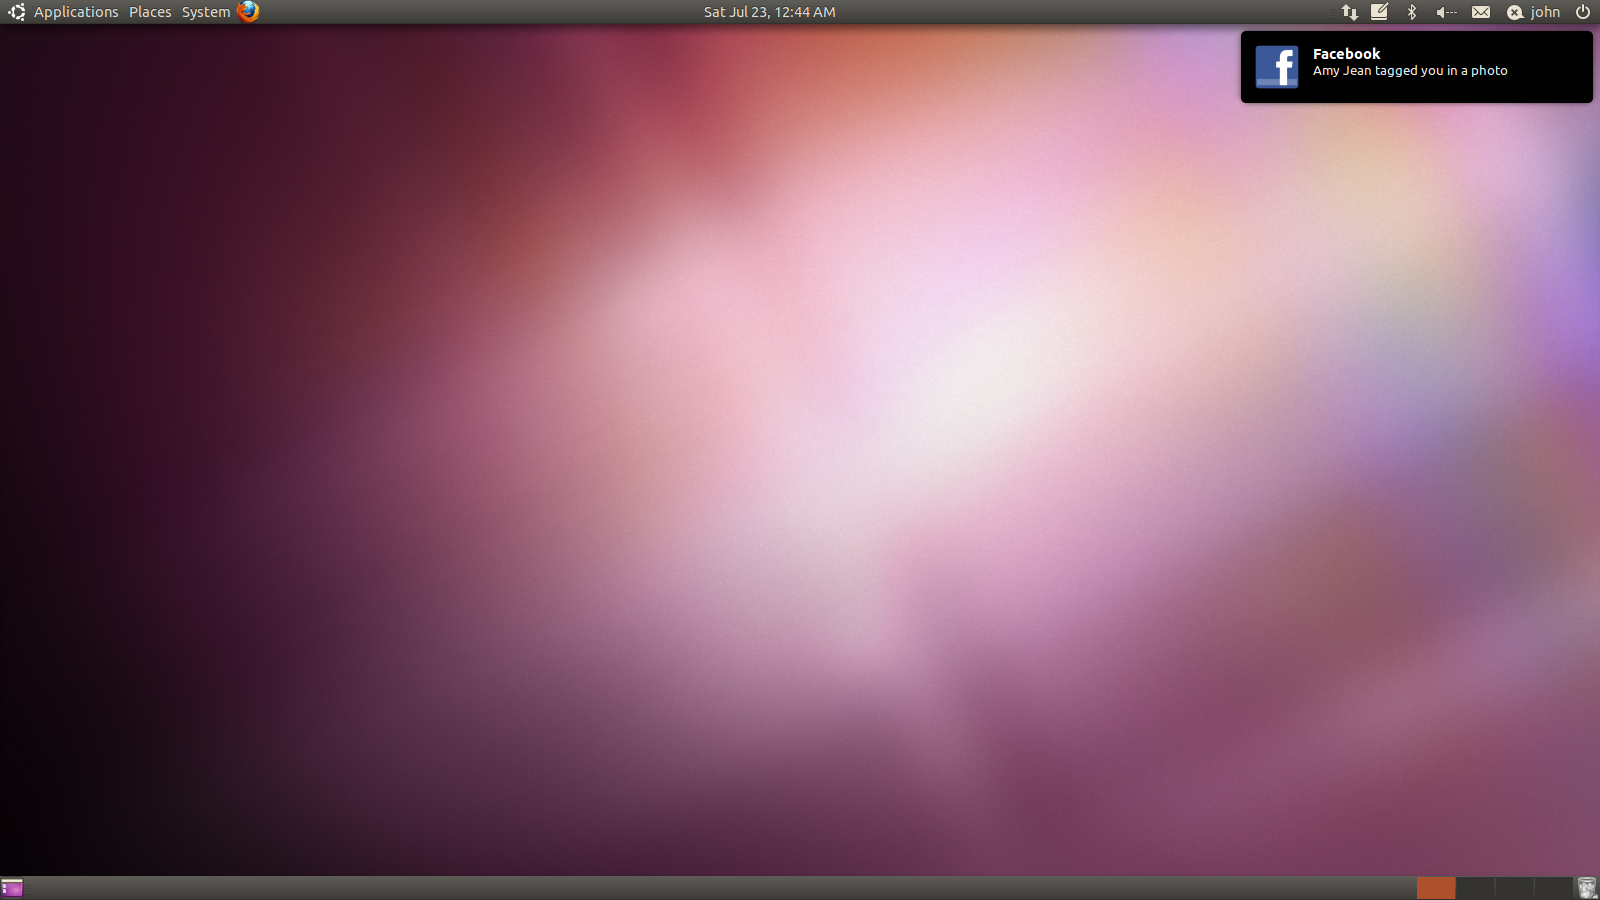 Applications Places System
Sat Jul 23, 12:44 AM
john
Facebook
Amy Jean tagged you in a photo